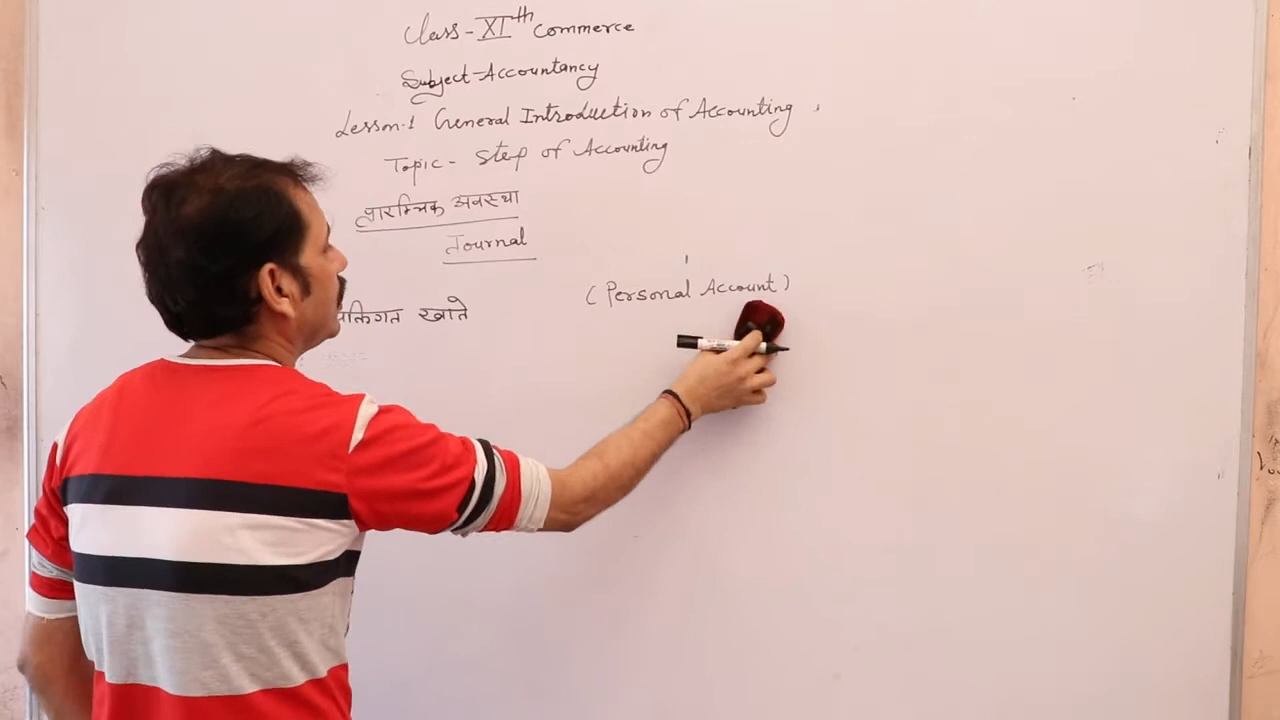 Class - XIth Commerce
Subject - Accountancy
Lesson-1 General Introduction of Accounting
Topic - Step of Accounting
प्रारम्भिक अवस्था
Journal
(Personal Account)
खाते